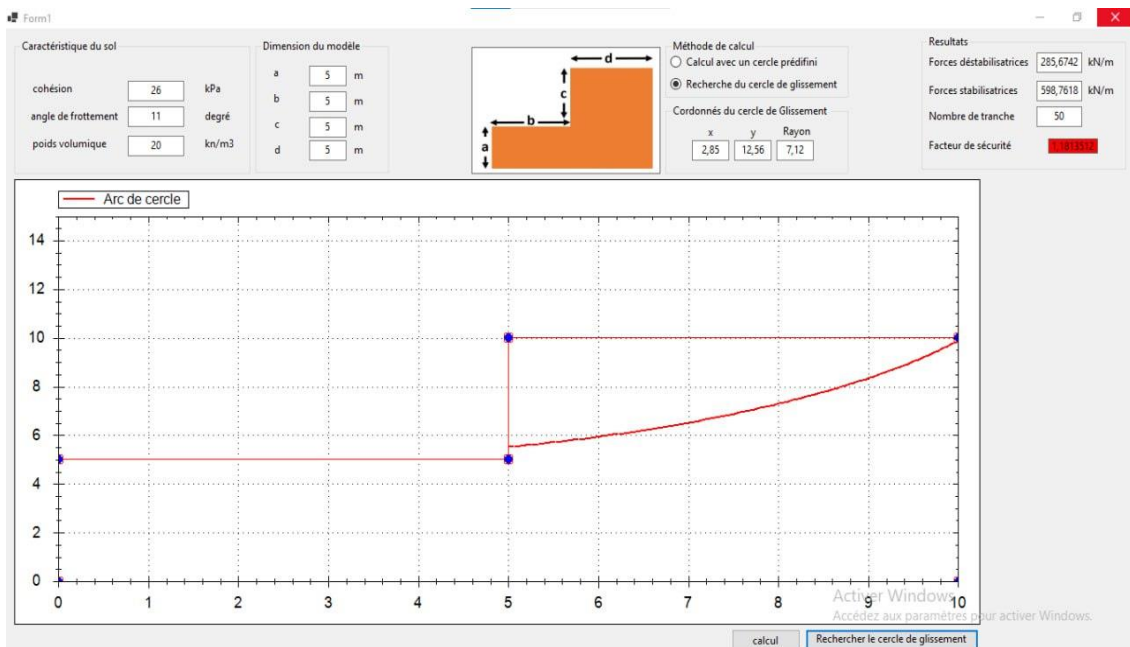 Form1
Caractéristique du sol
cohésion 26 kPa
angle de frottement 11 degré
poids volumique 20 kn/m3
Dimension du modèle
a 5 m
b 5 m
c 5 m
d 5 m
d
c
b
a
Méthode de calcul
Calcul avec un cercle prédifini
Recherche du cercle de glissement
Cordonnés du cercle de Glissement
x y Rayon
2,85 12,56 7,12
Resultats
Forces déstabilisatrices 285,6742 kN/m
Forces stabilisatrices 598,7618 kN/m
Nombre de tranche 50
Facteur de sécurité 1,1813512
Arc de cercle
14
12
10
8
6
4
2
0
0 1 2 3 4 5 6 7 8 9 10
Activer Windows
Accédez aux paramètres pour activer Windows.
calcul Rechercher le cercle de glissement